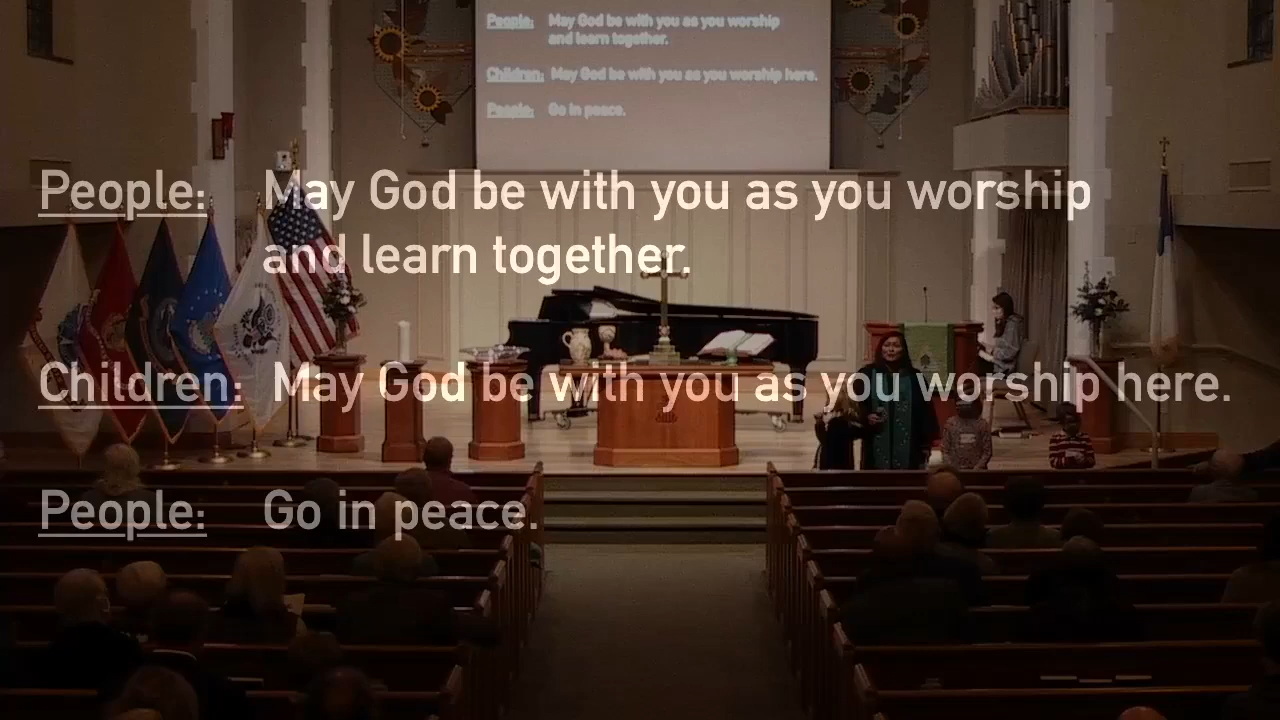 People: May God be with you as you worship
and learn together.
Children: May God be with you as you worship here.
People: Go in peace.
People: May God be with you as you worship
and learn together.
Children: May God be with you as you worship here.
People: Go in peace.